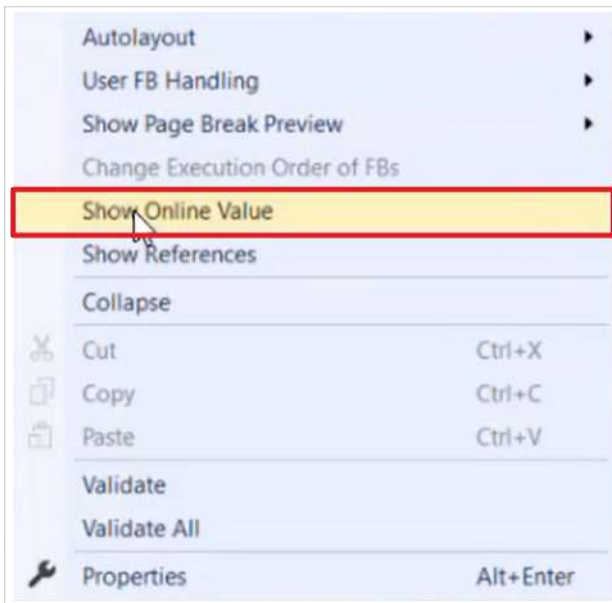 Autolayout
User FB Handling
Show Page Break Preview
Change Execution Order of FBs
Show Online Value
Show References
Collapse
Cut Ctrl+X
Copy Ctrl+C
Paste Ctrl+V
Validate
Validate All
Properties Alt+Enter